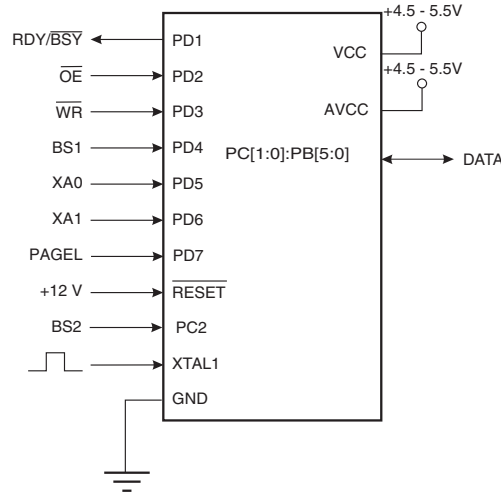 +4.5 - 5.5V
RDY/BSY PD1
VCC
OE PD2
+4.5 - 5.5V
WR PD3 AVCC
BS1 PD4 PC[1:0]:PB[5:0] DATA
XA0 PD5
XA1 PD6
PAGEL PD7
+12 V RESET
BS2 PC2
XTAL1
GND